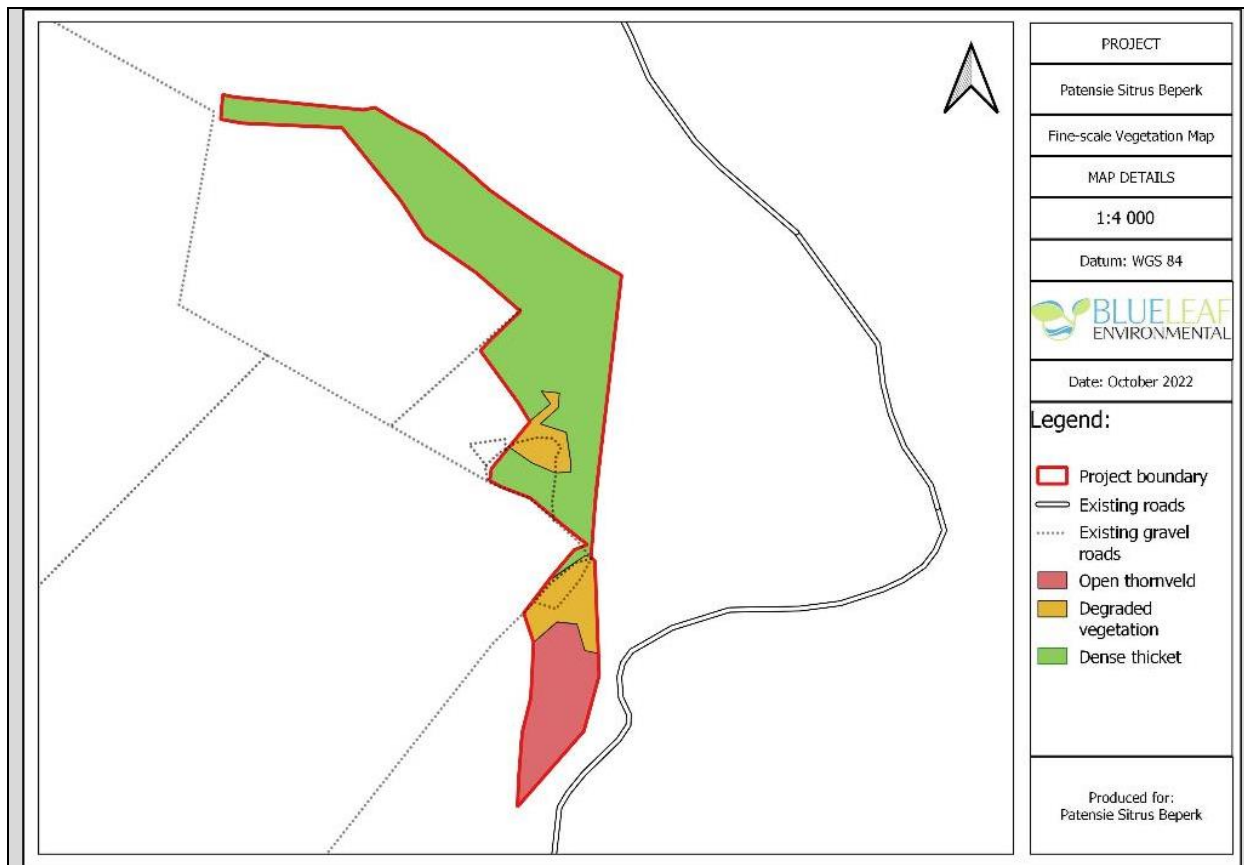 PROJECT
Patensie Sitrus Beperk
Fine-scale Vegetation Map
MAP DETAILS
1:4 000
Datum: WGS 84
BLUELEAF
ENVIRONMENTAL
Date: October 2022
Legend:
Project boundary
Existing roads
Existing gravel
roads
Open thornveld
Degraded
vegetation
Dense thicket
Produced for:
Patensie Sitrus Beperk